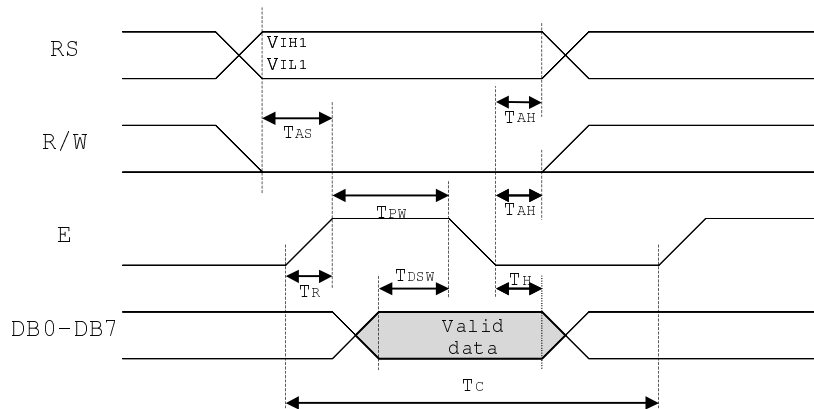 RS
VIH1
VIL1
TAH
TAS
R/W
TAH
TPW
E
TDSW
TH
TR
DB0-DB7
Valid
data
TC